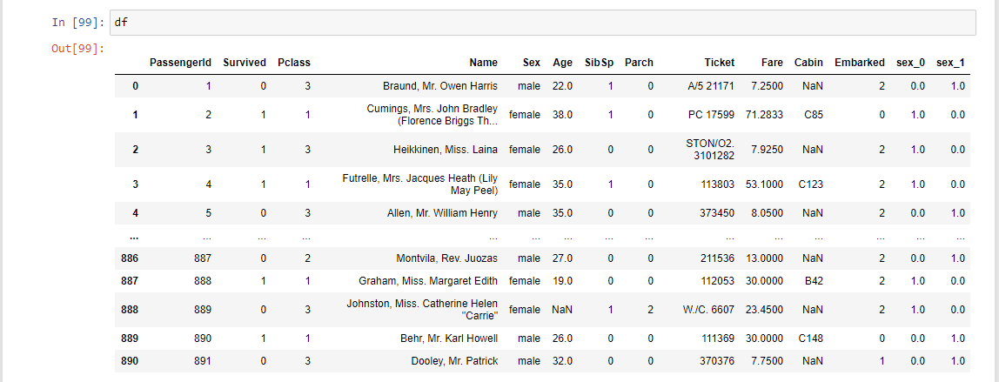 In [99]: df
Out[99]:
PassengerId Survived Pclass Name Sex Age SibSp Parch Ticket Fare Cabin Embarked sex_0 sex_1
0 1 0 3 Braund, Mr. Owen Harris male 22.0 1 0 A/5 21171 7.2500 NaN 2 0.0 1.0
Cumings, Mrs. John Bradley
1 2 1 1 (Florence Briggs Th... female 38.0 1 0 PC 17599 71.2833 C85 0 1.0 0.0
2 3 1 3 Heikkinen, Miss. Laina female 26.0 0 0 STON/O2. 7.9250 NaN 2 1.0 0.0
3101282
Futrelle, Mrs. Jacques Heath (Lily
3 4 1 1 May Peel) female 35.0 1 0 113803 53.1000 C123 2 1.0 0.0
4 5 0 3 Allen, Mr. William Henry male 35.0 0 0 373450 8.0500 NaN 2 0.0 1.0
... ... ... ... ... ... ... ... ... ... ... ... ... ... ...
886 887 0 2 Montvila, Rev. Juozas male 27.0 0 0 211536 13.0000 NaN 2 0.0 1.0
887 888 1 1 Graham, Miss. Margaret Edith female 19.0 0 0 112053 30.0000 B42 2 1.0 0.0
Johnston, Miss. Catherine Helen
888 889 0 3 "Carrie" female NaN 1 2 W./C. 6607 23.4500 NaN 2 1.0 0.0
889 890 1 1 Behr, Mr. Karl Howell male 26.0 0 0 111369 30.0000 C148 0 0.0 1.0
890 891 0 3 Dooley, Mr. Patrick male 32.0 0 0 370376 7.7500 NaN 1 0.0 1.0